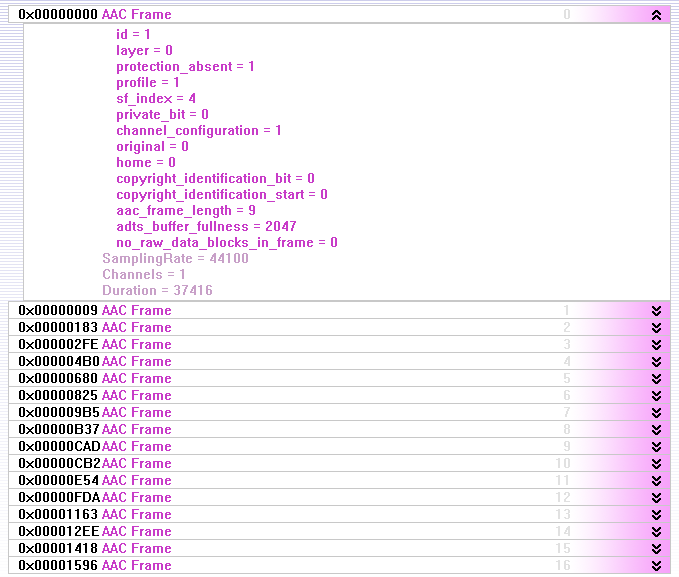 0x00000000 AAC Frame 0
id = 1
layer = 0
protection_absent = 1
profile = 1
sf_index = 4
private_bit = 0
channel_configuration = 1
original = 0
home = 0
copyright_identification_bit = 0
copyright_identification_start = 0
aac_frame_length = 9
adts_buffer_fullness = 2047
no_raw_data_blocks_in_frame = 0
SamplingRate = 44100
Channels = 1
Duration = 37416
0x00000009 AAC Frame 1
0x00000183 AAC Frame 2
0x000002FE AAC Frame 3
0x000004B0 AAC Frame 4
0x00000680 AAC Frame 5
0x00000825 AAC Frame 6
0x000009B5 AAC Frame 7
0x00000B37 AAC Frame 8
0x00000CAD AAC Frame 9
0x00000CB2 AAC Frame 10
0x00000E54 AAC Frame 11
0x00000FDA AAC Frame 12
0x00001163 AAC Frame 13
0x000012EE AAC Frame 14
0x00001418 AAC Frame 15
0x00001596 AAC Frame 16